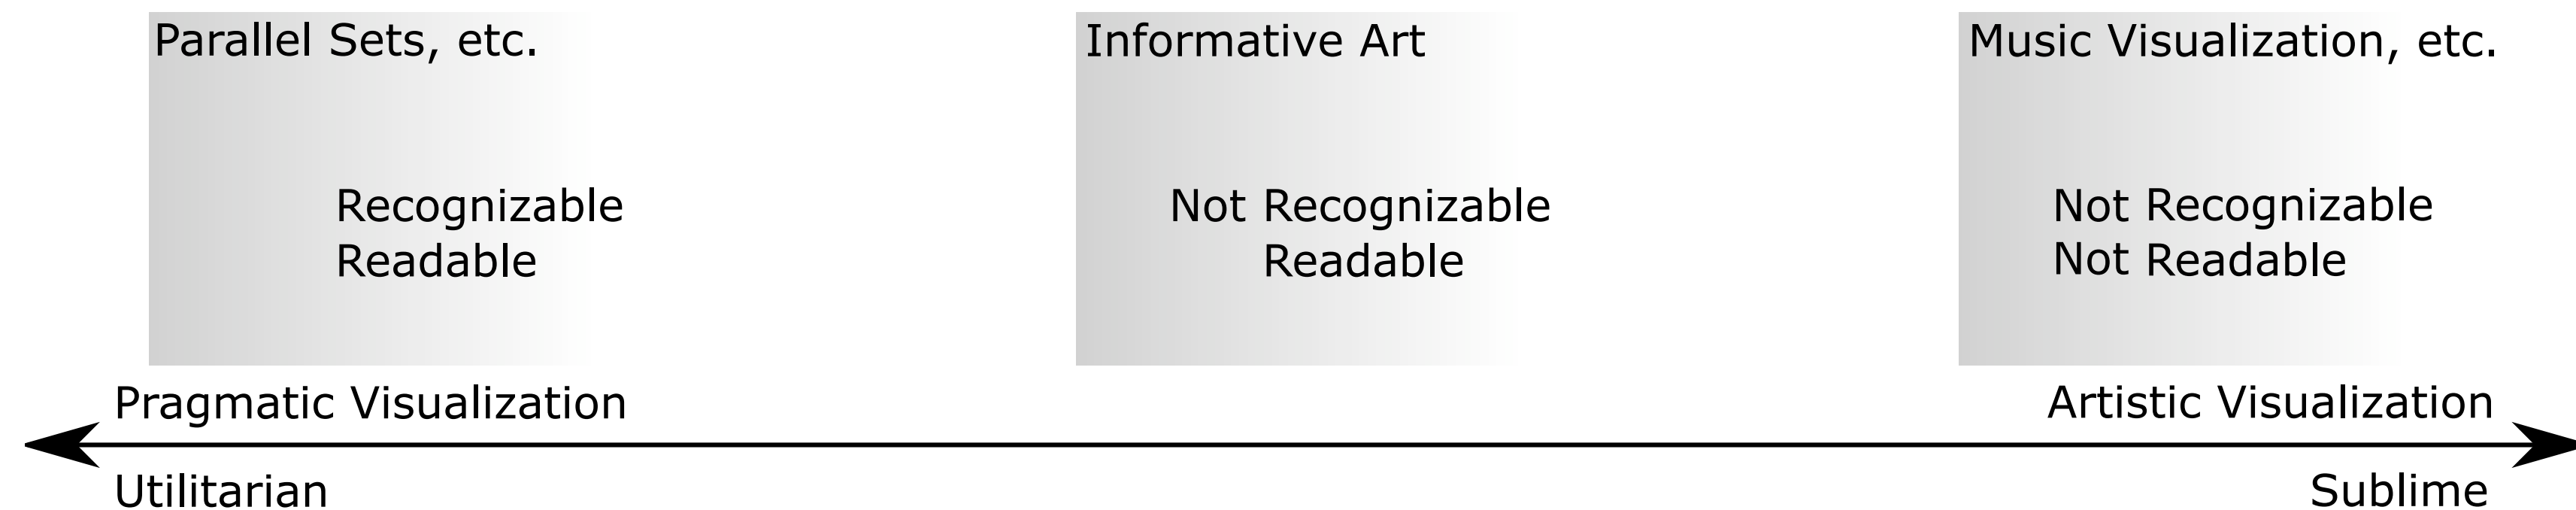 Parallel Sets, etc.
Recognizable
Readable
Informative Art
Not Recognizable
Readable
Music Visualization, etc.
Not Recognizable
Not Readable
Pragmatic Visualization
Artistic Visualization
Utilitarian
Sublime